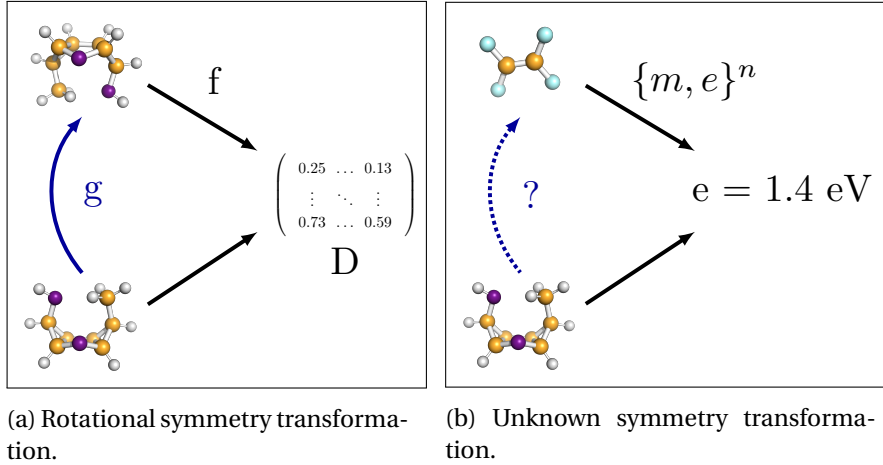 f
g
0.25 … 0.13
⋮ ⋱ ⋮
0.73 … 0.59
D
(a) Rotational symmetry transforma-
tion.
{m, e}ⁿ
?
e = 1.4 eV
(b) Unknown symmetry transforma-
tion.